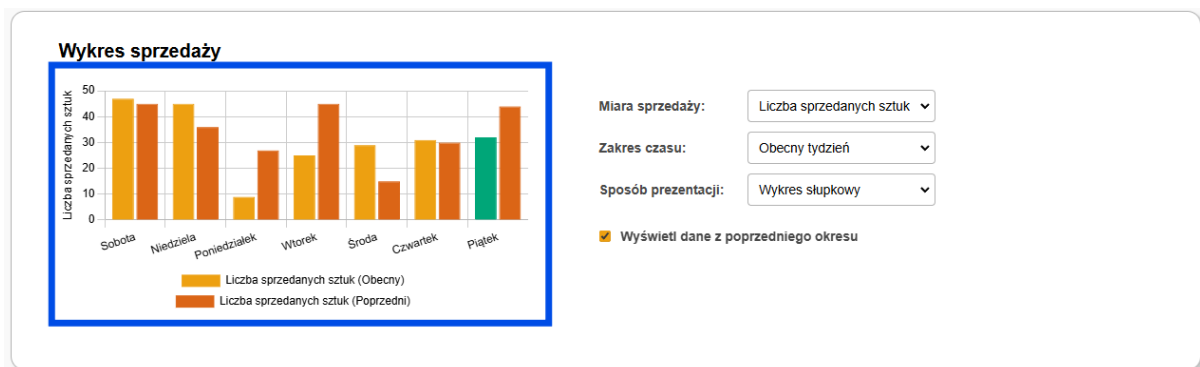 Wykres sprzedaży
Liczba sprzedanych sztuk
50
40
30
20
10
0
Sobota
Niedziela
Poniedziałek
Wtorek
Środa
Czwartek
Piątek
Liczba sprzedanych sztuk (Obecny)
Liczba sprzedanych sztuk (Poprzedni)
Miara sprzedaży: Liczba sprzedanych sztuk
Zakres czasu: Obecny tydzień
Sposób prezentacji: Wykres słupkowy
Wyświetl dane z poprzedniego okresu